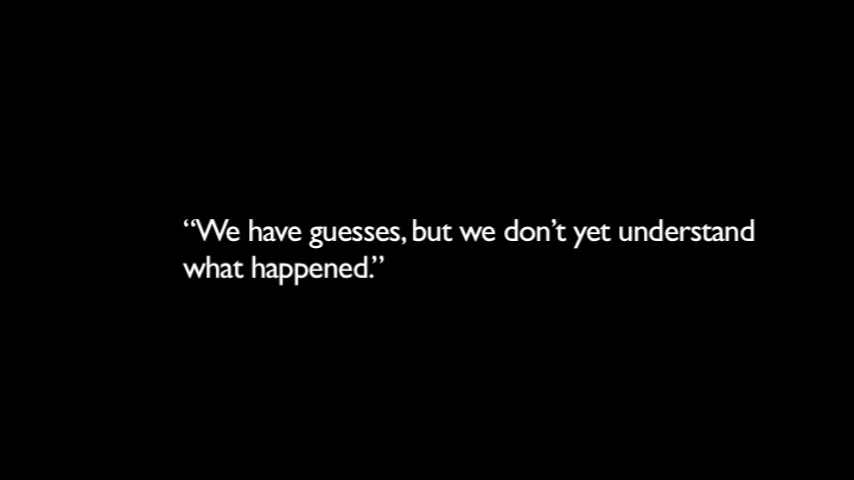 “We have guesses, but we don’t yet understand
what happened.”